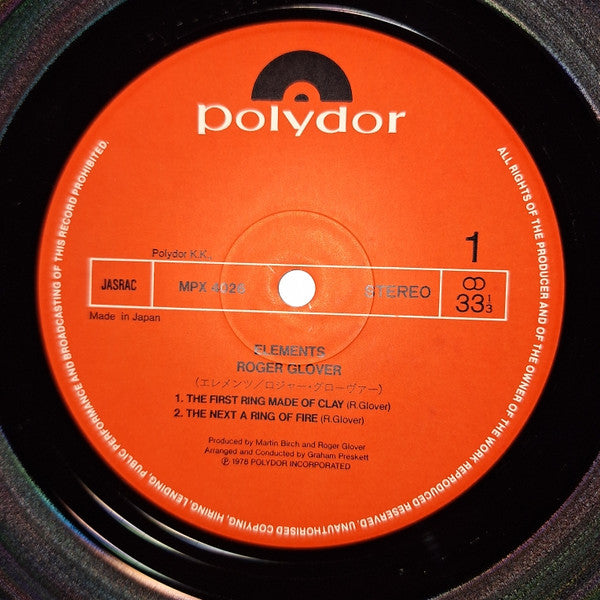 polydor
1
Polydor K.K.,
JASRAC
MPX 4026
STEREO
33 1/3
Made in Japan
ELEMENTS
ROGER GLOVER
(エレメンツ/ロジャー・グローヴァー)
1. THE FIRST RING MADE OF CLAY (R.Glover)
2. THE NEXT A RING OF FIRE (R.Glover)
Produced by Martin Birch and Roger Glover
Arranged and Conducted by Graham Preskett
℗ 1978 POLYDOR INCORPORATED
ALL RIGHTS OF THE PRODUCER AND OF THE OWNER OF THE WORK REPRODUCED RESERVED. UNAUTHORISED COPYING, HIRING, LENDING, PUBLIC PERFORMANCE AND BROADCASTING OF THIS RECORD PROHIBITED.